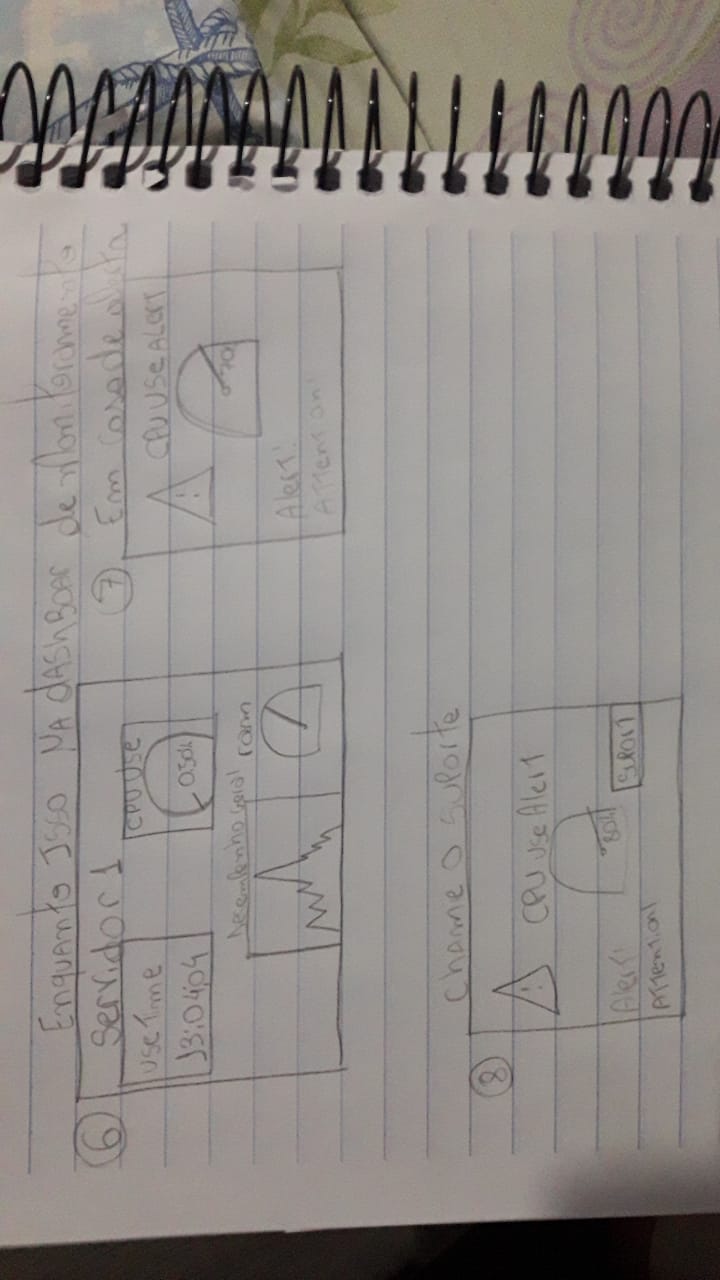 Enquanto Isso NA dASHBoar de Monitoramento
6
Servidor 1
Use Time
13:04:04
CPU USe
0.50%
Desempenho Geral
ram
7
Em caso de alerta
CPU USE ALERT
70%
Alert!
ATTention!
Chame O SuPorte
8
CPU Use Alert
80%
Alert!
ATTention!
SUPORT